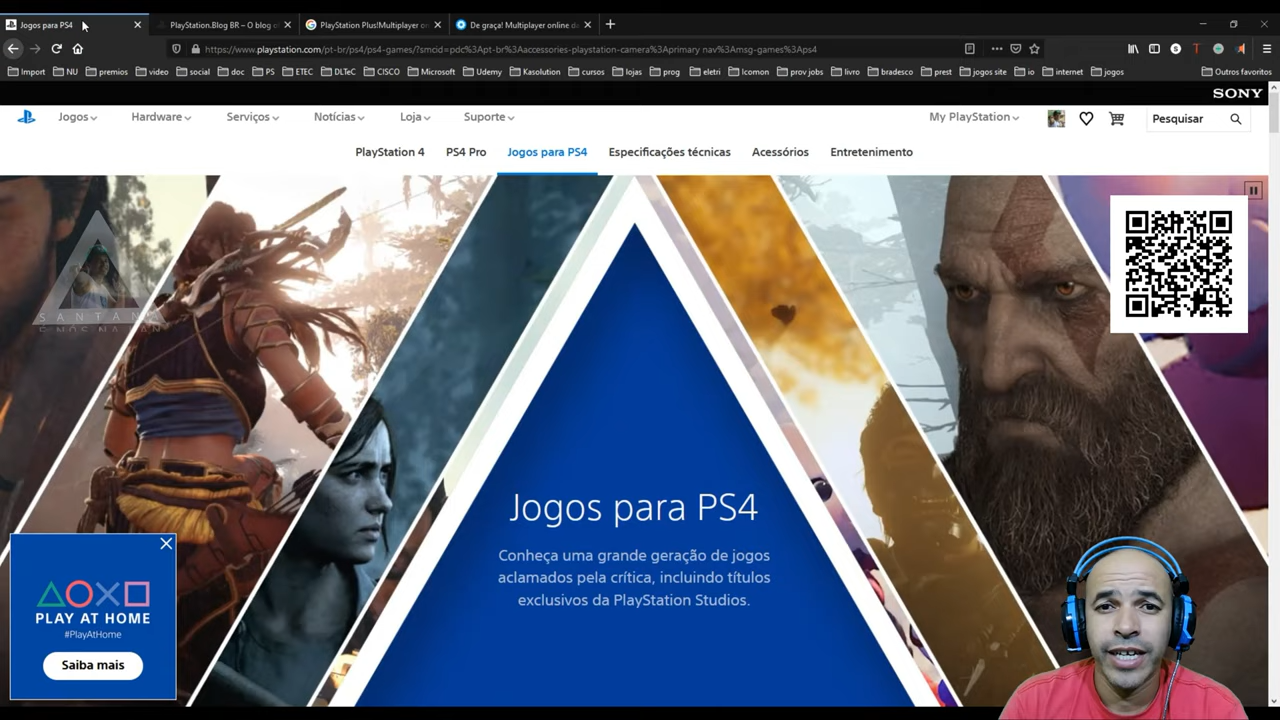 Jogos para PS4
PlayStation.Blog BR – O blog o
PlayStation Plus!Multiplayer on
De graça! Multiplayer online da
https://www.playstation.com/pt-br/ps4/ps4-games/?smcid=pdc%3Apt-br%3Aaccessories-playstation-camera%3Aprimary nav%3Amsg-games%3Aps4
Import NU premios video social doc PS ETEC DLTeC CISCO Microsoft Udemy Kasolution cursos lojas prog eletri Icomon prov jobs livro bradesco prest jogos site io internet jogos Outros favoritos
SONY
Jogos Hardware Serviços Notícias Loja Suporte My PlayStation Pesquisar
PlayStation 4 PS4 Pro Jogos para PS4 Especificações técnicas Acessórios Entretenimento
SANTANA
Jogos para PS4
Conheça uma grande geração de jogos
aclamados pela crítica, incluindo títulos
exclusivos da PlayStation Studios.
PLAY AT HOME
#PlayAtHome
Saiba mais